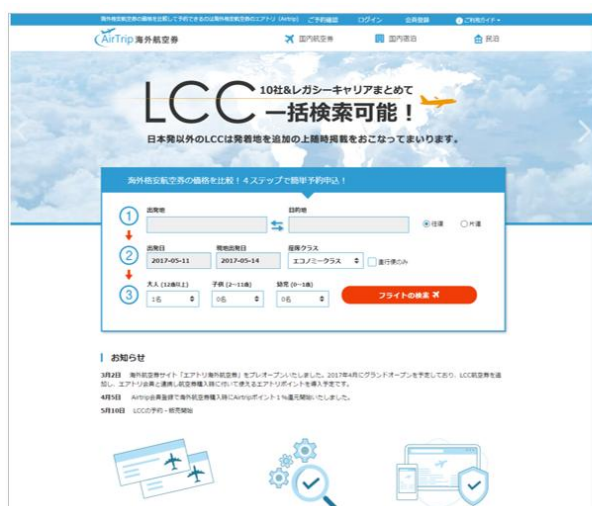 海外格安航空券の価格を比較して予約できるのは海外格安航空券のエアトリ (Airtrip)
ご予約確認
ログイン
会員登録
ご利用ガイド
AirTrip 海外航空券
国内航空券
国内宿泊
民泊
LCC 10社&レガシーキャリアまとめて
一括検索可能！
日本発以外のLCCは発着地を追加の上随時掲載をおこなってまいります。
海外格安航空券の価格を比較！4ステップで簡単予約申込！
1 出発地 目的地
往復 片道
2 出発日 現地出発日 座席クラス
2017-05-11 2017-05-14 エコノミークラス 直行便のみ
3 大人 (12歳以上) 子供 (2～11歳) 幼児 (0～1歳)
1名 0名 0名 フライトの検索
お知らせ
3月2日 海外航空券サイト「エアトリ海外航空券」をプレオープンいたしました。2017年4月にグランドオープンを予定しており、LCC航空券を追
加し、エアトリ会員と連携し航空券購入時に付いて使えるエアトリポイントを導入予定です。
4月5日 Airtrip会員登録で海外航空券購入時にAirtripポイント1%還元開始いたしました。
5月10日 LCCの予約・販売開始